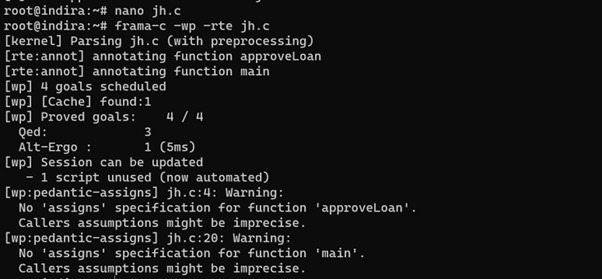 root@indira:~# nano jh.c
root@indira:~# frama-c -wp -rte jh.c
[kernel] Parsing jh.c (with preprocessing)
[rte:annot] annotating function approveLoan
[rte:annot] annotating function main
[wp] 4 goals scheduled
[wp] [Cache] found:1
[wp] Proved goals:    4 / 4
  Qed:             3
  Alt-Ergo :       1 (5ms)
[wp] Session can be updated
   - 1 script unused (now automated)
[wp:pedantic-assigns] jh.c:4: Warning:
  No 'assigns' specification for function 'approveLoan'.
  Callers assumptions might be imprecise.
[wp:pedantic-assigns] jh.c:20: Warning:
  No 'assigns' specification for function 'main'.
  Callers assumptions might be imprecise.